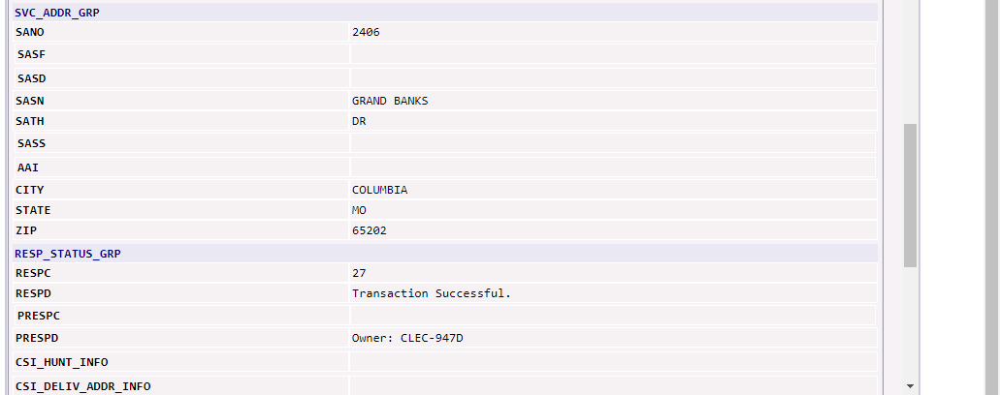 SVC_ADDR_GRP
SANO 2406
SASF
SASD
SASN GRAND BANKS
SATH DR
SASS
AAI
CITY COLUMBIA
STATE MO
ZIP 65202
RESP_STATUS_GRP
RESPC 27
RESPD Transaction Successful.
PRESPC
PRESPD Owner: CLEC-947D
CSI_HUNT_INFO
CSI_DELIV_ADDR_INFO